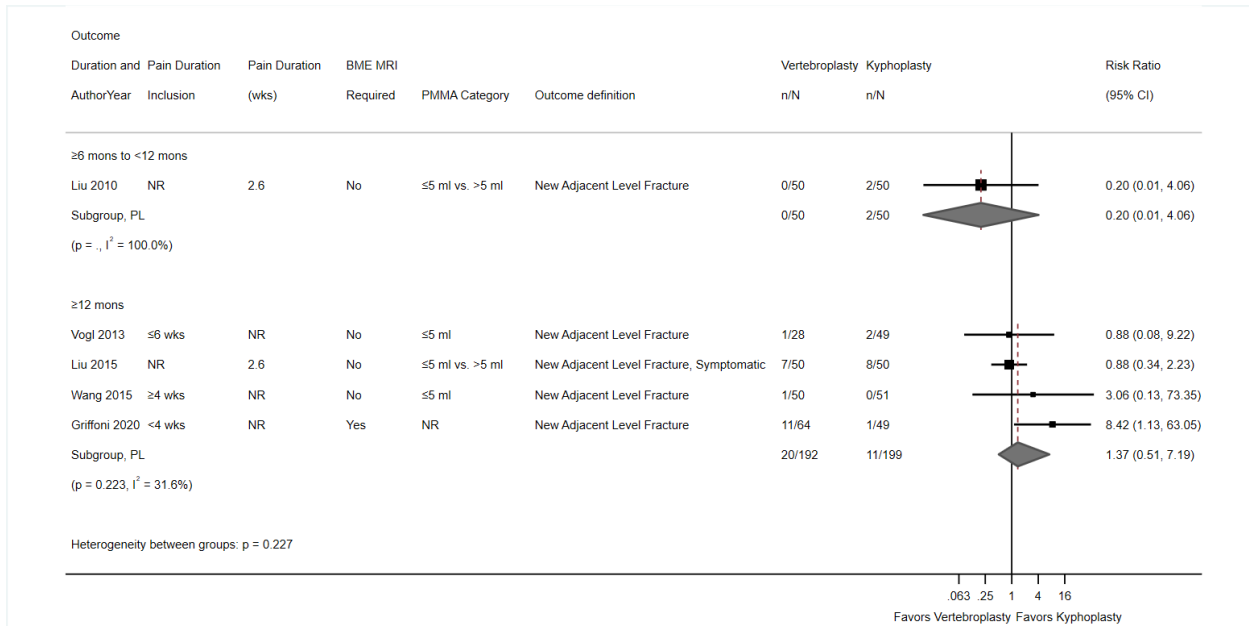 Outcome
Duration and Pain Duration Pain Duration BME MRI Vertebroplasty Kyphoplasty Risk Ratio
AuthorYear Inclusion (wks) Required PMMA Category Outcome definition n/N n/N (95% CI)
≥6 mons to <12 mons
Liu 2010 NR 2.6 No ≤5 ml vs. >5 ml New Adjacent Level Fracture 0/50 2/50 0.20 (0.01, 4.06)
Subgroup, PL 0/50 2/50 0.20 (0.01, 4.06)
(p = ., I² = 100.0%)
≥12 mons
Vogl 2013 ≤6 wks NR No ≤5 ml New Adjacent Level Fracture 1/28 2/49 0.88 (0.08, 9.22)
Liu 2015 NR 2.6 No ≤5 ml vs. >5 ml New Adjacent Level Fracture, Symptomatic 7/50 8/50 0.88 (0.34, 2.23)
Wang 2015 ≥4 wks NR No ≤5 ml New Adjacent Level Fracture 1/50 0/51 3.06 (0.13, 73.35)
Griffoni 2020 <4 wks NR Yes NR New Adjacent Level Fracture 11/64 1/49 8.42 (1.13, 63.05)
Subgroup, PL 20/192 11/199 1.37 (0.51, 7.19)
(p = 0.223, I² = 31.6%)
Heterogeneity between groups: p = 0.227
.063 .25 1 4 16
Favors Vertebroplasty Favors Kyphoplasty